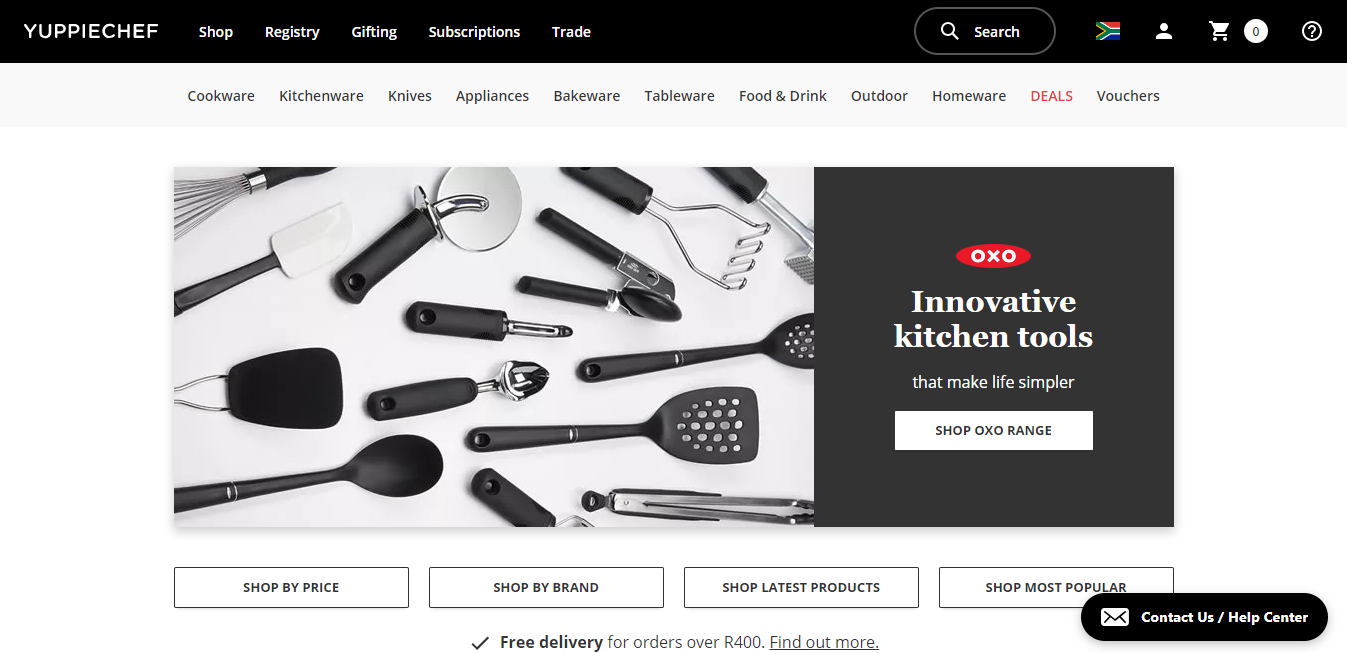 YUPPIECHEF
Shop
Registry
Gifting
Subscriptions
Trade
Search
0
Cookware
Kitchenware
Knives
Appliances
Bakeware
Tableware
Food & Drink
Outdoor
Homeware
DEALS
Vouchers
OXO
Innovative
kitchen tools
that make life simpler
SHOP OXO RANGE
SHOP BY PRICE
SHOP BY BRAND
SHOP LATEST PRODUCTS
SHOP MOST POPULAR
Contact Us / Help Center
Free delivery for orders over R400. Find out more.